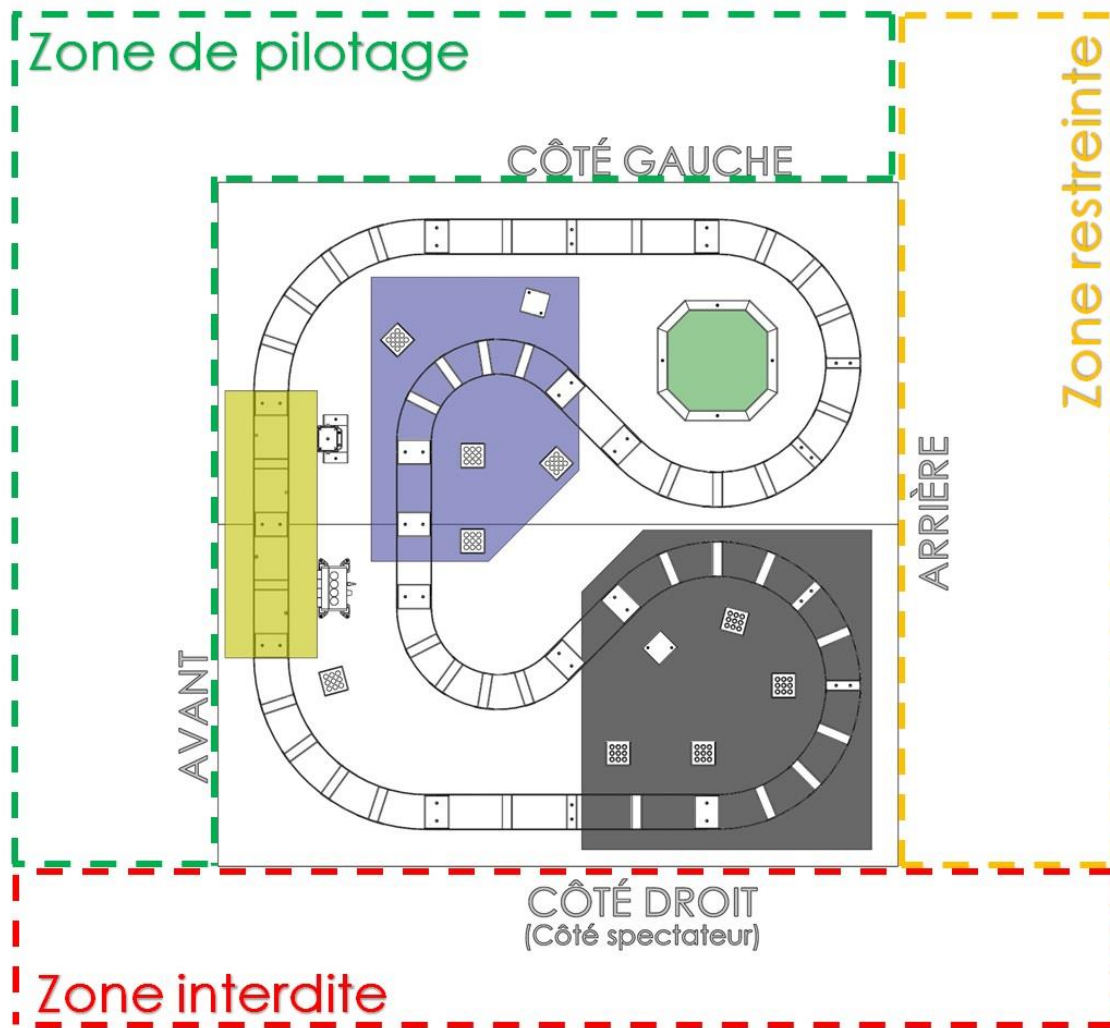 Zone de pilotage
Zone restreinte
CÔTÉ GAUCHE
ARRIÈRE
AVANT
CÔTÉ DROIT
(Côté spectateur)
Zone interdite